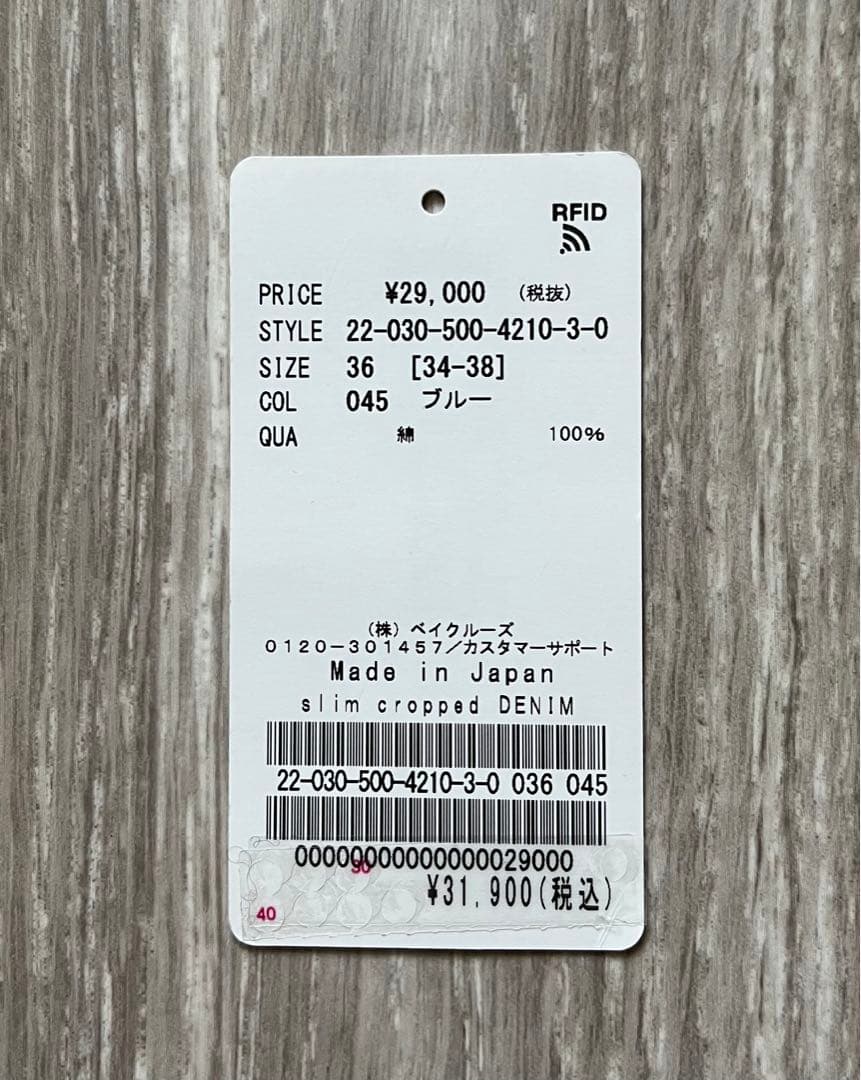 RFID
PRICE ¥29,000 (税抜)
STYLE 22-030-500-4210-3-0
SIZE 36 [34-38]
COL 045 ブルー
QUA 綿 100%
(株)ベイクルーズ
0120-301457/カスタマーサポート
Made in Japan
slim cropped DENIM
22-030-500-4210-3-0 036 045
¥31,900(税込)
40